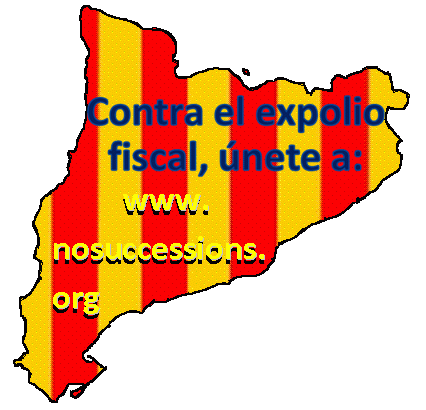 Contra el expolio
fiscal, únete a:
www.
nosuccessions.
org